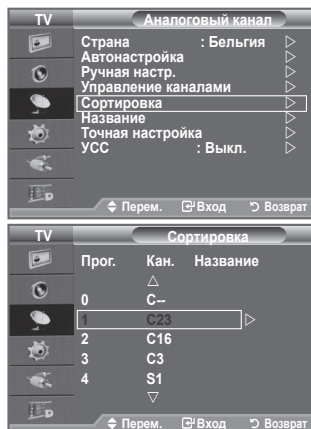 TV Аналоговый канал
Страна : Бельгия
Автонастройка
Ручная настр.
Управление каналами
Сортировка
Название
Точная настройка
УСС : Выкл.
Перем. Вход Возврат
TV Сортировка
Прог. Кан. Название
0 C--
1 C23
2 C16
3 C3
4 S1
Перем. Вход Возврат